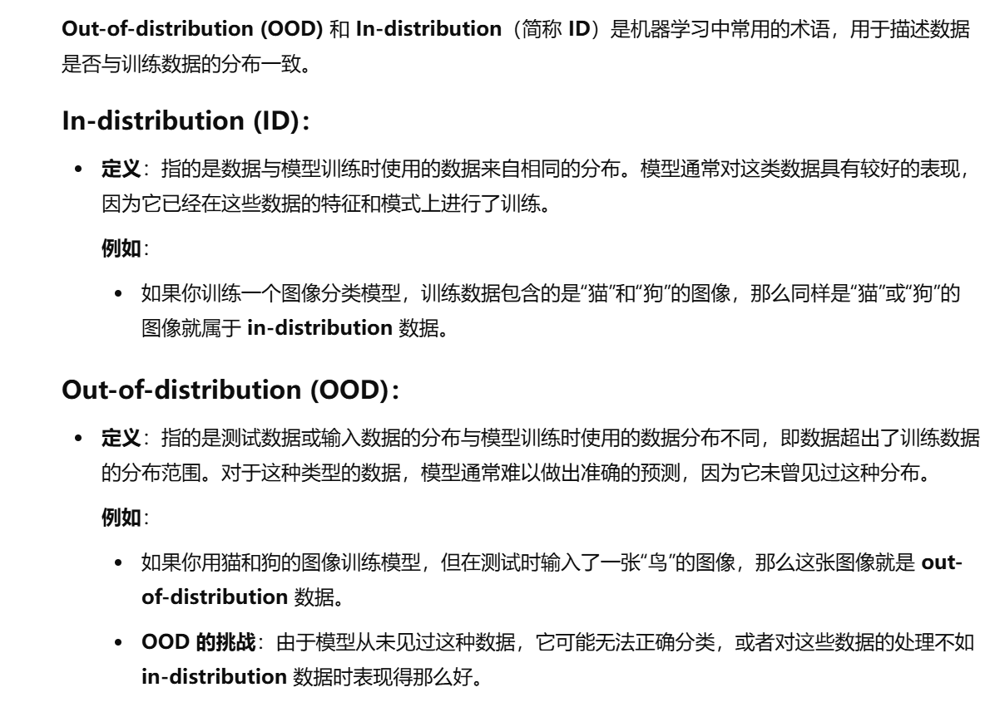 Out-of-distribution (OOD) 和 In-distribution（简称 ID）是机器学习中常用的术语，用于描述数据
是否与训练数据的分布一致。
In-distribution (ID)：
• 定义：指的是数据与模型训练时使用的数据来自相同的分布。模型通常对这类数据具有较好的表现，
因为它已经在这些数据的特征和模式上进行了训练。
例如：
• 如果你训练一个图像分类模型，训练数据包含的是“猫”和“狗”的图像，那么同样是“猫”或“狗”的
图像就属于 in-distribution 数据。
Out-of-distribution (OOD)：
• 定义：指的是测试数据或输入数据的分布与模型训练时使用的数据分布不同，即数据超出了训练数据
的分布范围。对于这种类型的数据，模型通常难以做出准确的预测，因为它未曾见过这种分布。
例如：
• 如果你用猫和狗的图像训练模型，但在测试时输入了一张“鸟”的图像，那么这张图像就是 out-
of-distribution 数据。
• OOD 的挑战：由于模型从未见过这种数据，它可能无法正确分类，或者对这些数据的处理不如
in-distribution 数据时表现得那么好。